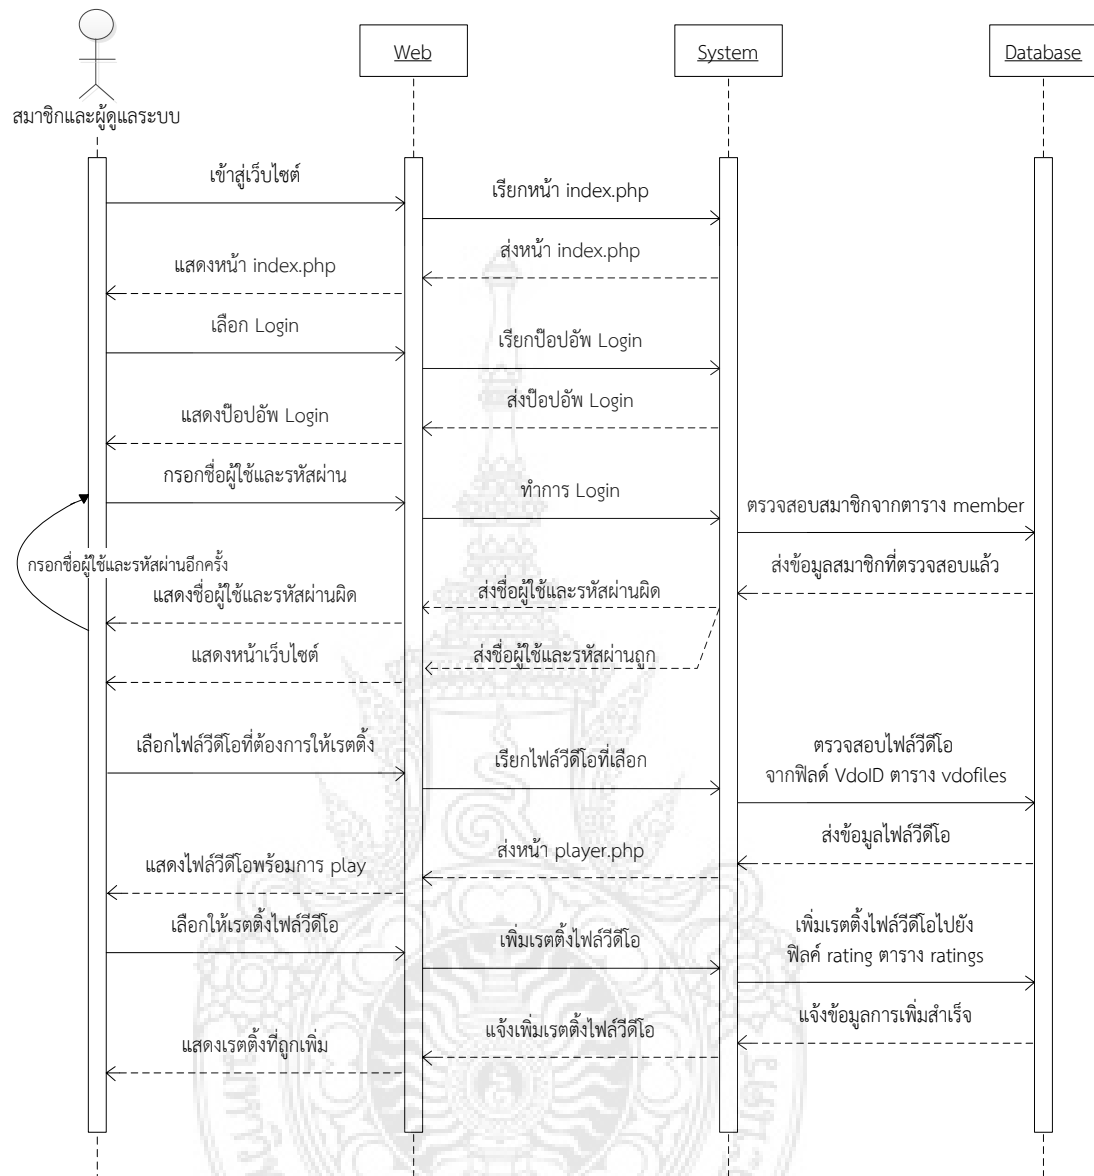 Web
System
Database
สมาชิกและผู้ดูแลระบบ
เข้าสู่เว็บไซต์
เรียกหน้า index.php
ส่งหน้า index.php
แสดงหน้า index.php
เลือก Login
เรียกป๊อปอัพ Login
ส่งป๊อปอัพ Login
แสดงป๊อปอัพ Login
กรอกชื่อผู้ใช้และรหัสผ่าน
ทำการ Login
ตรวจสอบสมาชิกจากตาราง member
กรอกชื่อผู้ใช้และรหัสผ่านอีกครั้ง
ส่งข้อมูลสมาชิกที่ตรวจสอบแล้ว
ส่งชื่อผู้ใช้และรหัสผ่านผิด
แสดงชื่อผู้ใช้และรหัสผ่านผิด
ส่งชื่อผู้ใช้และรหัสผ่านถูก
แสดงหน้าเว็บไซต์
เลือกไฟล์วีดีโอที่ต้องการให้เรตติ้ง
เรียกไฟล์วีดีโอที่เลือก
ตรวจสอบไฟล์วีดีโอ
จากฟิลด์ VdoID ตาราง vdofiles
ส่งข้อมูลไฟล์วีดีโอ
ส่งหน้า player.php
แสดงไฟล์วีดีโอพร้อมการ play
เลือกให้เรตติ้งไฟล์วีดีโอ
เพิ่มเรตติ้งไฟล์วีดีโอ
เพิ่มเรตติ้งไฟล์วีดีโอไปยัง
ฟิลค์ rating ตาราง ratings
แจ้งข้อมูลการเพิ่มสำเร็จ
แจ้งเพิ่มเรตติ้งไฟล์วีดีโอ
แสดงเรตติ้งที่ถูกเพิ่ม